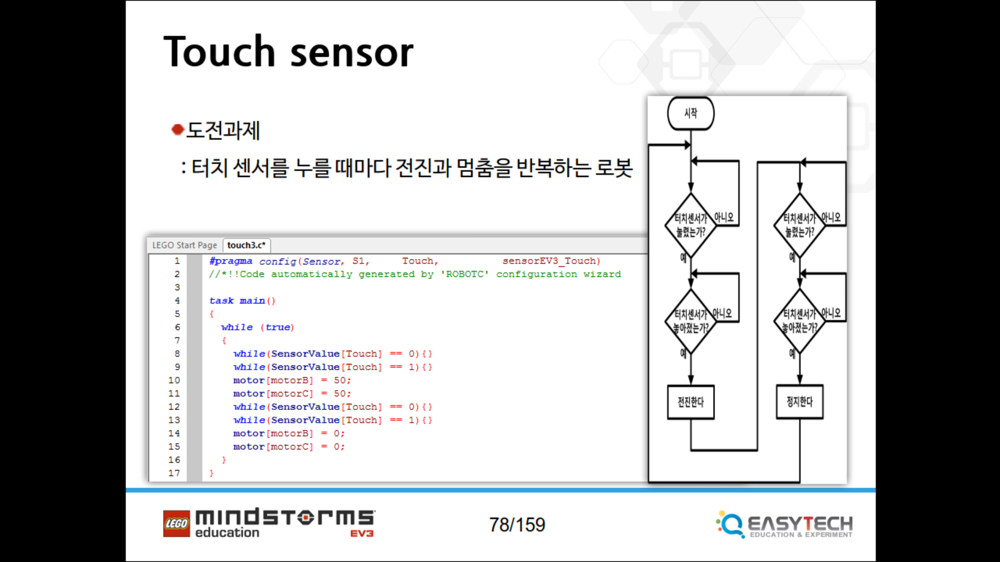 Touch sensor
도전과제
: 터치 센서를 누를 때마다 전진과 멈춤을 반복하는 로봇
LEGO Start Page touch3.c*
1 #pragma config(Sensor, S1, Touch, sensorEV3_Touch)
2 //*!!Code automatically generated by 'ROBOTC' configuration wizard
3
4 task main()
5 {
6 while (true)
7 {
8 while(SensorValue[Touch] == 0){}
9 while(SensorValue[Touch] == 1){}
10 motor[motorB] = 50;
11 motor[motorC] = 50;
12 while(SensorValue[Touch] == 0){}
13 while(SensorValue[Touch] == 1){}
14 motor[motorB] = 0;
15 motor[motorC] = 0;
16 }
17 }
시작
터치센서가
눌렸는가?
아니오
예
터치센서가
놓아졌는가?
아니오
예
전진한다
터치센서가
눌렸는가?
아니오
예
터치센서가
놓아졌는가?
아니오
예
정지한다
LEGO mindstorms
education EV3
78/159
EASYTECH
EDUCATION & EXPERIMENT